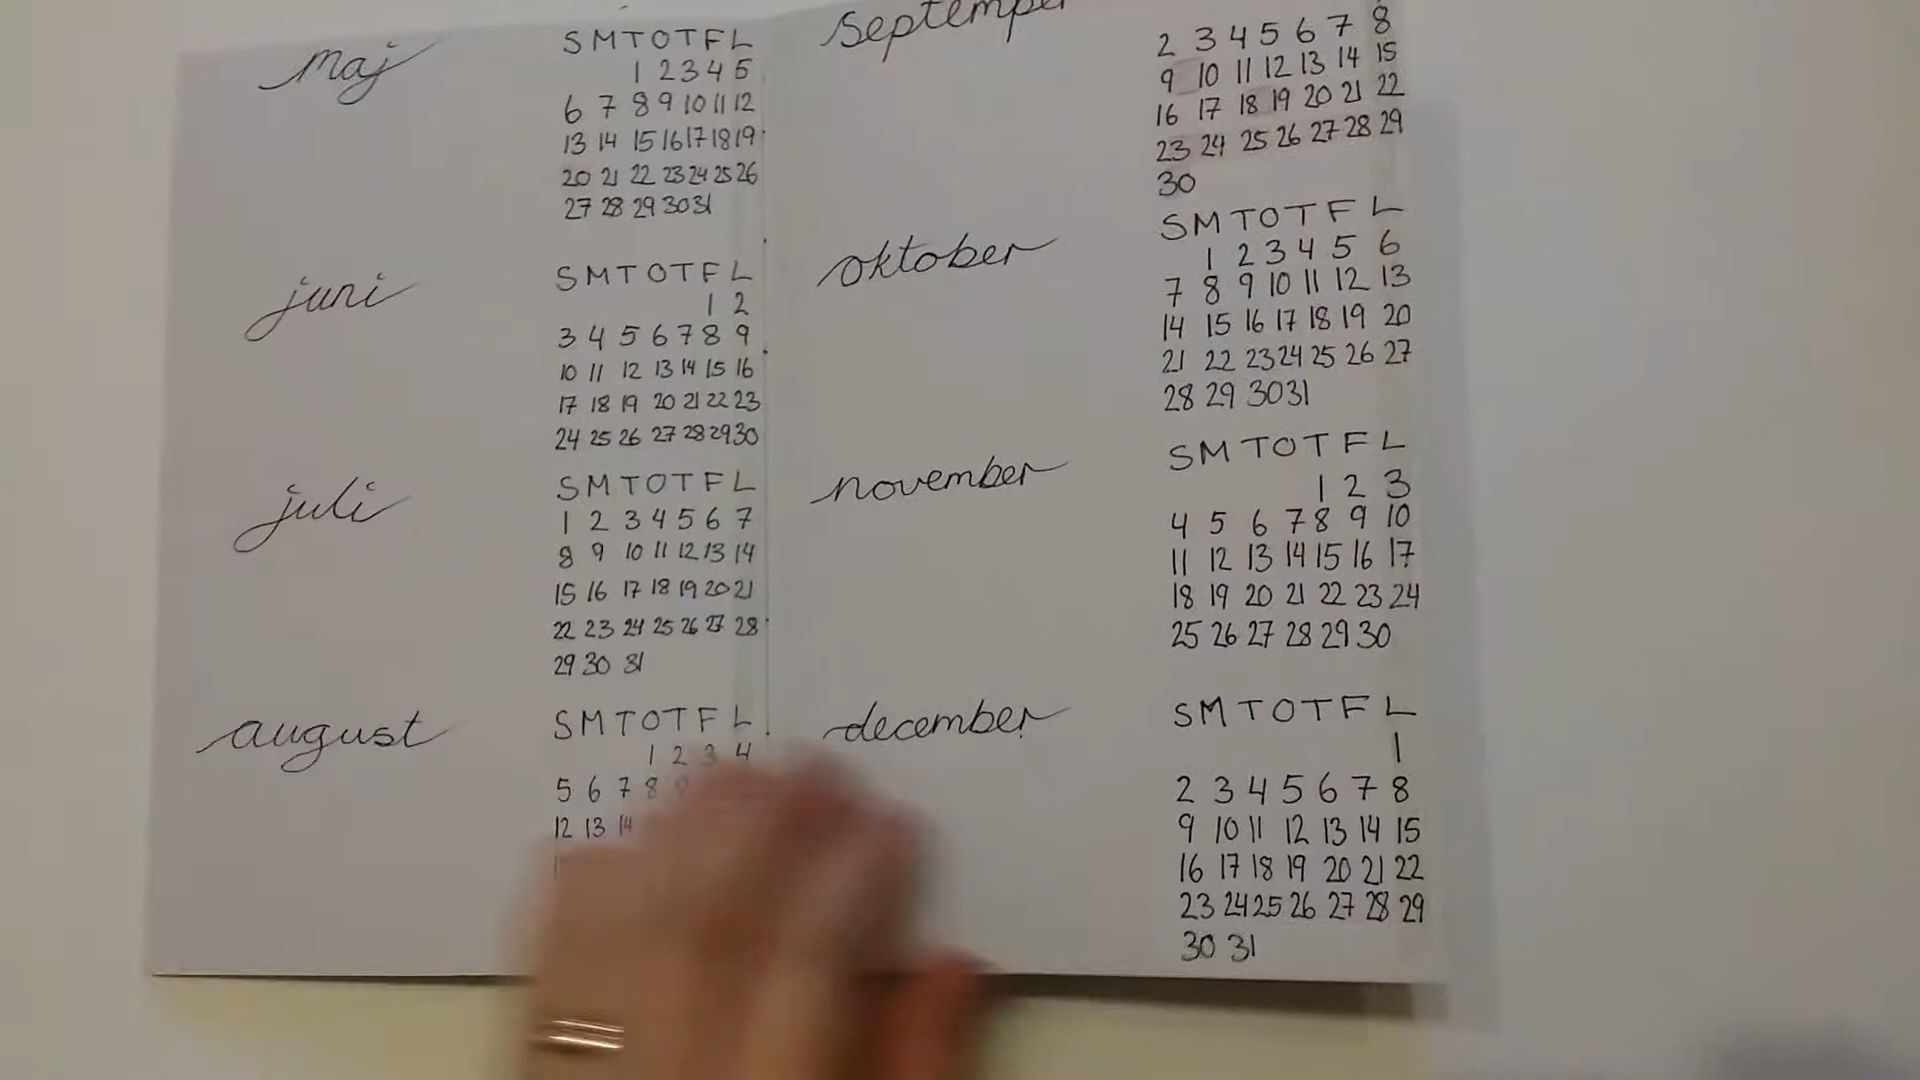 maj
S M T O T F L
1 2 3 4 5
6 7 8 9 10 11 12
13 14 15 16 17 18 19
20 21 22 23 24 25 26
27 28 29 30 31
juni
S M T O T F L
1 2
3 4 5 6 7 8 9
10 11 12 13 14 15 16
17 18 19 20 21 22 23
24 25 26 27 28 29 30
juli
S M T O T F L
1 2 3 4 5 6 7
8 9 10 11 12 13 14
15 16 17 18 19 20 21
22 23 24 25 26 27 28
29 30 31
august
S M T O T F L
1 2 3 4
5 6 7 8
12 13 14
2 3 4 5 6 7 8
9 10 11 12 13 14 15
16 17 18 19 20 21 22
23 24 25 26 27 28 29
30
oktober
S M T O T F L
1 2 3 4 5 6
7 8 9 10 11 12 13
14 15 16 17 18 19 20
21 22 23 24 25 26 27
28 29 30 31
november
S M T O T F L
1 2 3
4 5 6 7 8 9 10
11 12 13 14 15 16 17
18 19 20 21 22 23 24
25 26 27 28 29 30
december
S M T O T F L
1
2 3 4 5 6 7 8
9 10 11 12 13 14 15
16 17 18 19 20 21 22
23 24 25 26 27 28 29
30 31